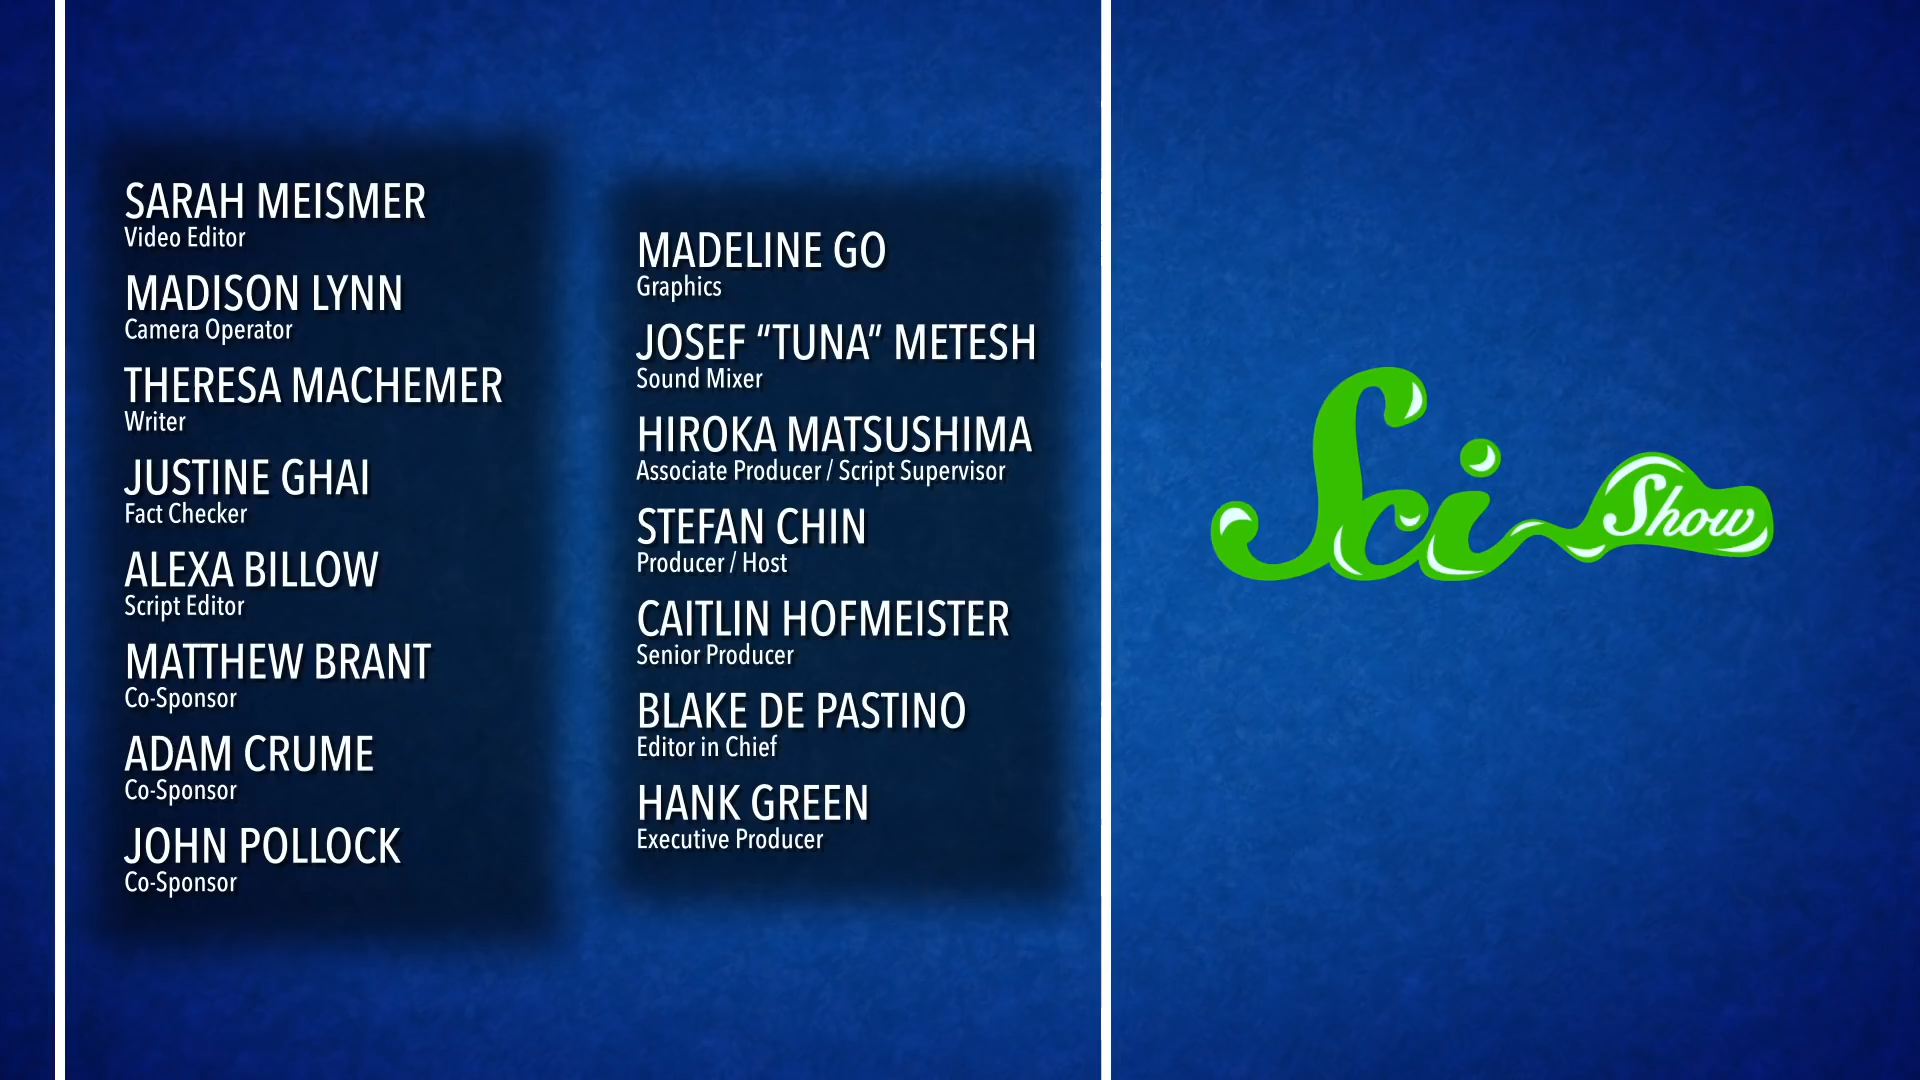 SARAH MEISMER
Video Editor
MADISON LYNN
Camera Operator
THERESA MACHEMER
Writer
JUSTINE GHAI
Fact Checker
ALEXA BILLOW
Script Editor
MATTHEW BRANT
Co-Sponsor
ADAM CRUME
Co-Sponsor
JOHN POLLOCK
Co-Sponsor
MADELINE GO
Graphics
JOSEF “TUNA” METESH
Sound Mixer
HIROKA MATSUSHIMA
Associate Producer / Script Supervisor
STEFAN CHIN
Producer / Host
CAITLIN HOFMEISTER
Senior Producer
BLAKE DE PASTINO
Editor in Chief
HANK GREEN
Executive Producer
Sci Show